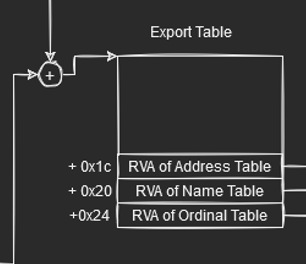 Export Table
+
+ 0x1c RVA of Address Table
+ 0x20 RVA of Name Table
+0x24 RVA of Ordinal Table